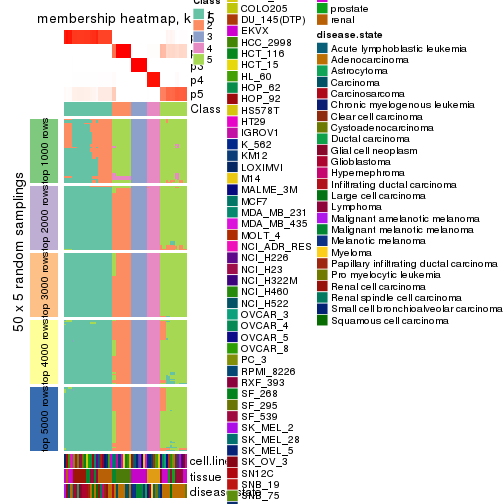 membership heatmap, k = 5
p3
p4
p5
Class
50 x 5 random samplings
top 1000 rows
top 2000 rows
top 3000 rows
top 4000 rows
top 5000 rows
cell.line
tissue
disease.state
Class
1
2
3
4
5
COLO205
DU_145(DTP)
EKVX
HCC_2998
HCT_116
HCT_15
HL_60
HOP_62
HOP_92
HS578T
HT29
IGROV1
K_562
KM12
LOXIMVI
M14
MALME_3M
MCF7
MDA_MB_231
MDA_MB_435
MOLT_4
NCI_ADR_RES
NCI_H226
NCI_H23
NCI_H322M
NCI_H460
NCI_H522
OVCAR_3
OVCAR_4
OVCAR_5
OVCAR_8
PC_3
RPMI_8226
RXF_393
SF_268
SF_295
SF_539
SK_MEL_2
SK_MEL_28
SK_MEL_5
SK_OV_3
SN12C
SNB_19
SNB_75
prostate
renal
disease.state
Acute lymphoblastic leukemia
Adenocarcinoma
Astrocytoma
Carcinoma
Carcinosarcoma
Chronic myelogenous leukemia
Clear cell carcinoma
Cystoadenocarcinoma
Ductal carcinoma
Glial cell neoplasm
Glioblastoma
Hypernephroma
Infiltrating ductal carcinoma
Large cell carcinoma
Lymphoma
Malignant amelanotic melanoma
Malignant melanotic melanoma
Melanotic melanoma
Myeloma
Papillary infiltrating ductal carcinoma
Pro myelocytic leukemia
Renal cell carcinoma
Renal spindle cell carcinoma
Small cell bronchioalveolar carcinoma
Squamous cell carcinoma